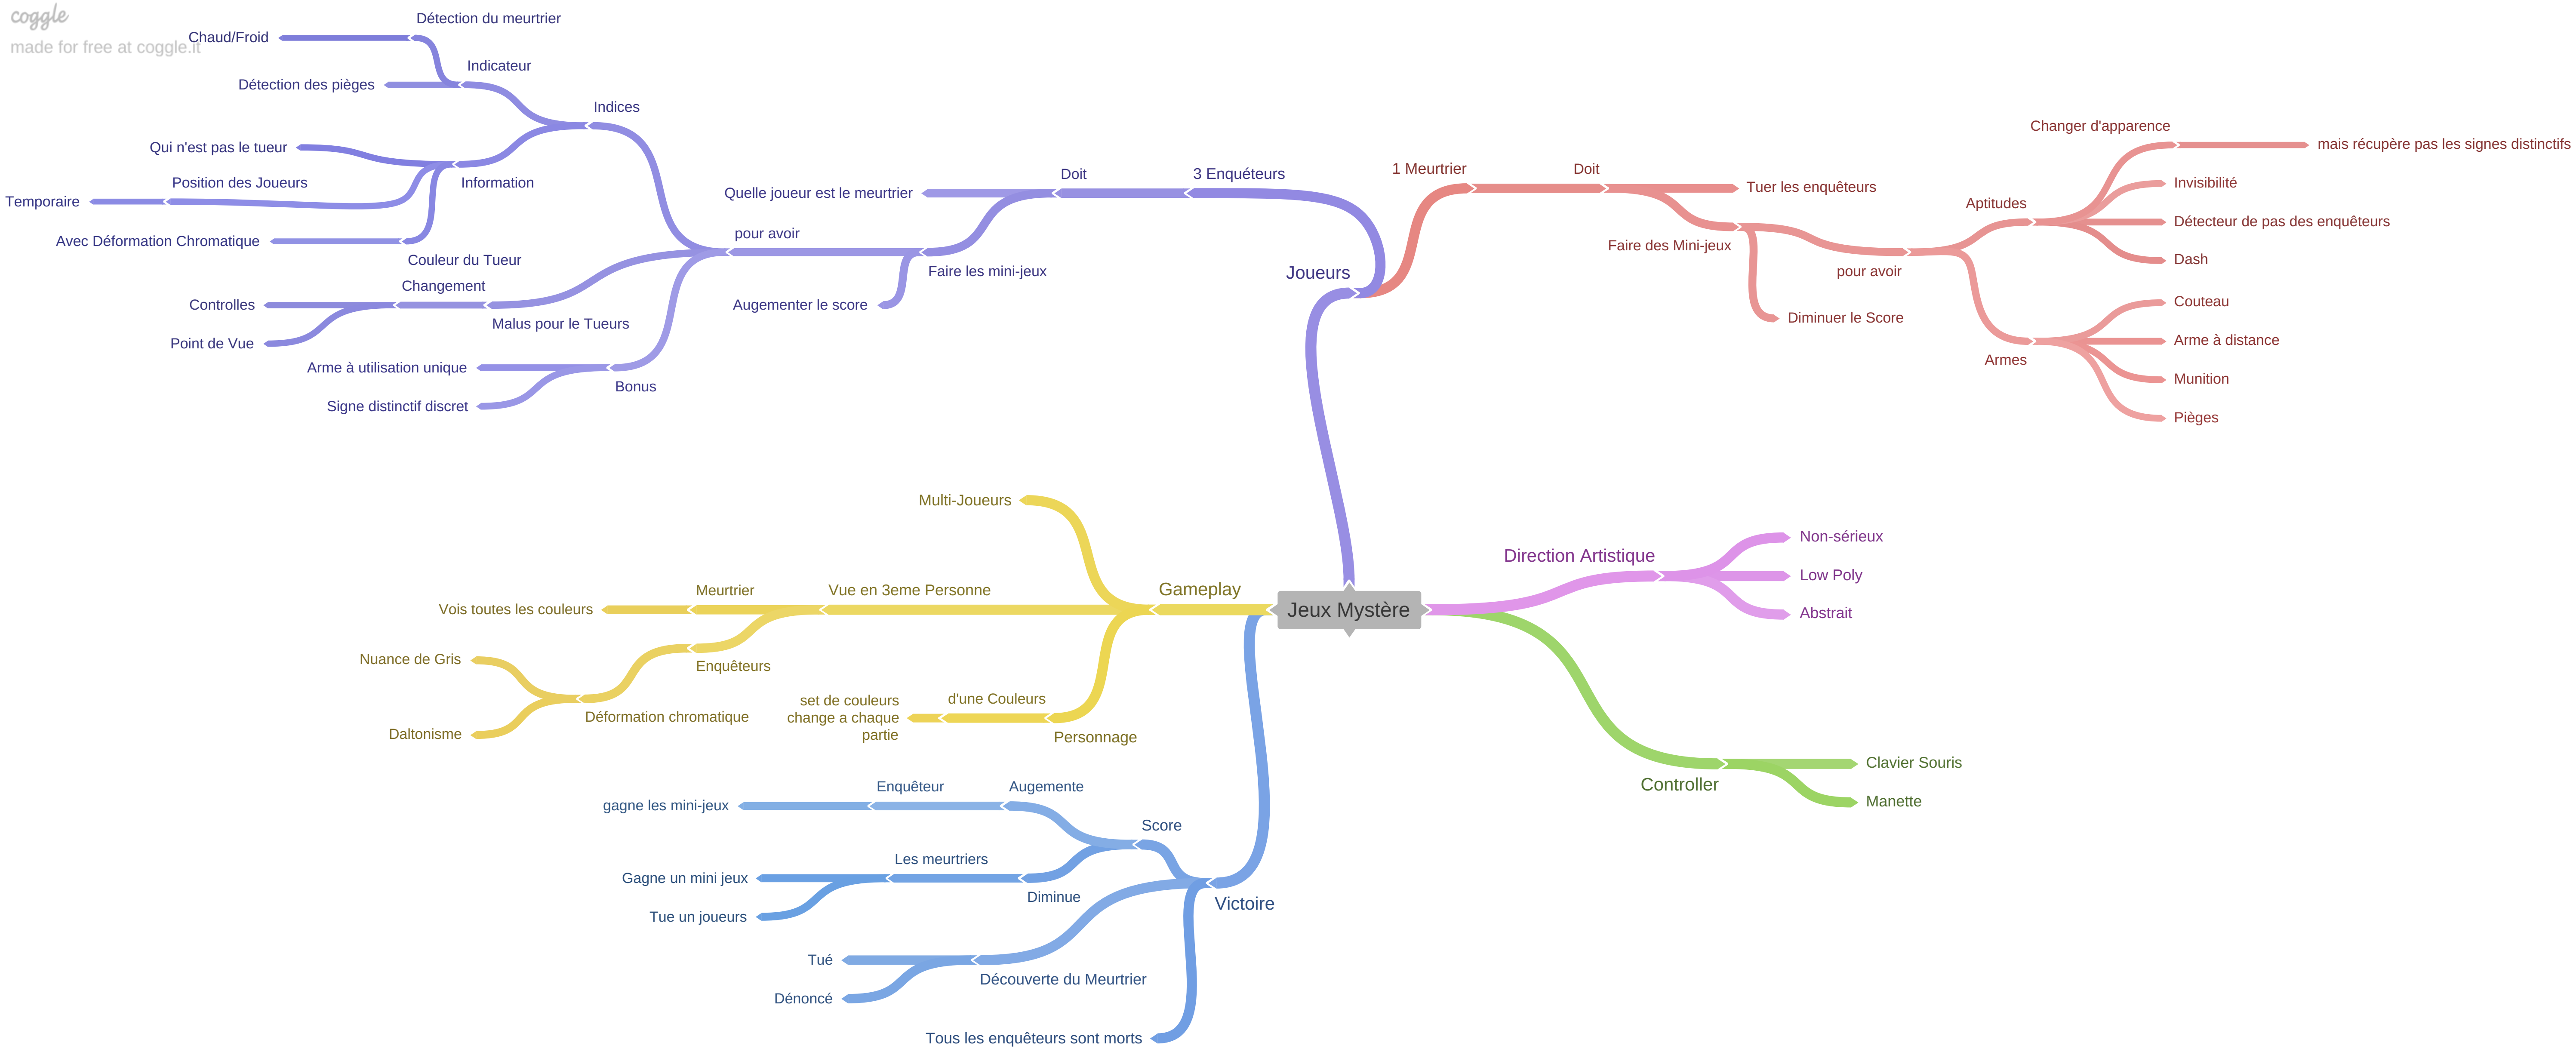 coggle
made for free at coggle.it
Jeux Mystère
Joueurs
3 Enquéteurs
Doit
Quelle joueur est le meurtrier
Faire les mini-jeux
Augementer le score
pour avoir
Indices
Indicateur
Détection du meurtrier
Chaud/Froid
Détection des pièges
Information
Qui n'est pas le tueur
Position des Joueurs
Temporaire
Couleur du Tueur
Avec Déformation Chromatique
Malus pour le Tueurs
Changement
Controlles
Point de Vue
Bonus
Arme à utilisation unique
Signe distinctif discret
1 Meurtrier
Doit
Tuer les enquêteurs
Faire des Mini-jeux
Diminuer le Score
pour avoir
Aptitudes
Changer d'apparence
mais récupère pas les signes distinctifs
Invisibilité
Détecteur de pas des enquêteurs
Dash
Armes
Couteau
Arme à distance
Munition
Pièges
Gameplay
Multi-Joueurs
Vue en 3eme Personne
Meurtrier
Vois toutes les couleurs
Enquêteurs
Déformation chromatique
Nuance de Gris
Daltonisme
Personnage
d'une Couleurs
set de couleurs
change a chaque
partie
Direction Artistique
Non-sérieux
Low Poly
Abstrait
Controller
Clavier Souris
Manette
Victoire
Score
Augemente
Enquêteur
gagne les mini-jeux
Diminue
Les meurtriers
Gagne un mini jeux
Tue un joueurs
Découverte du Meurtrier
Tué
Dénoncé
Tous les enquêteurs sont morts